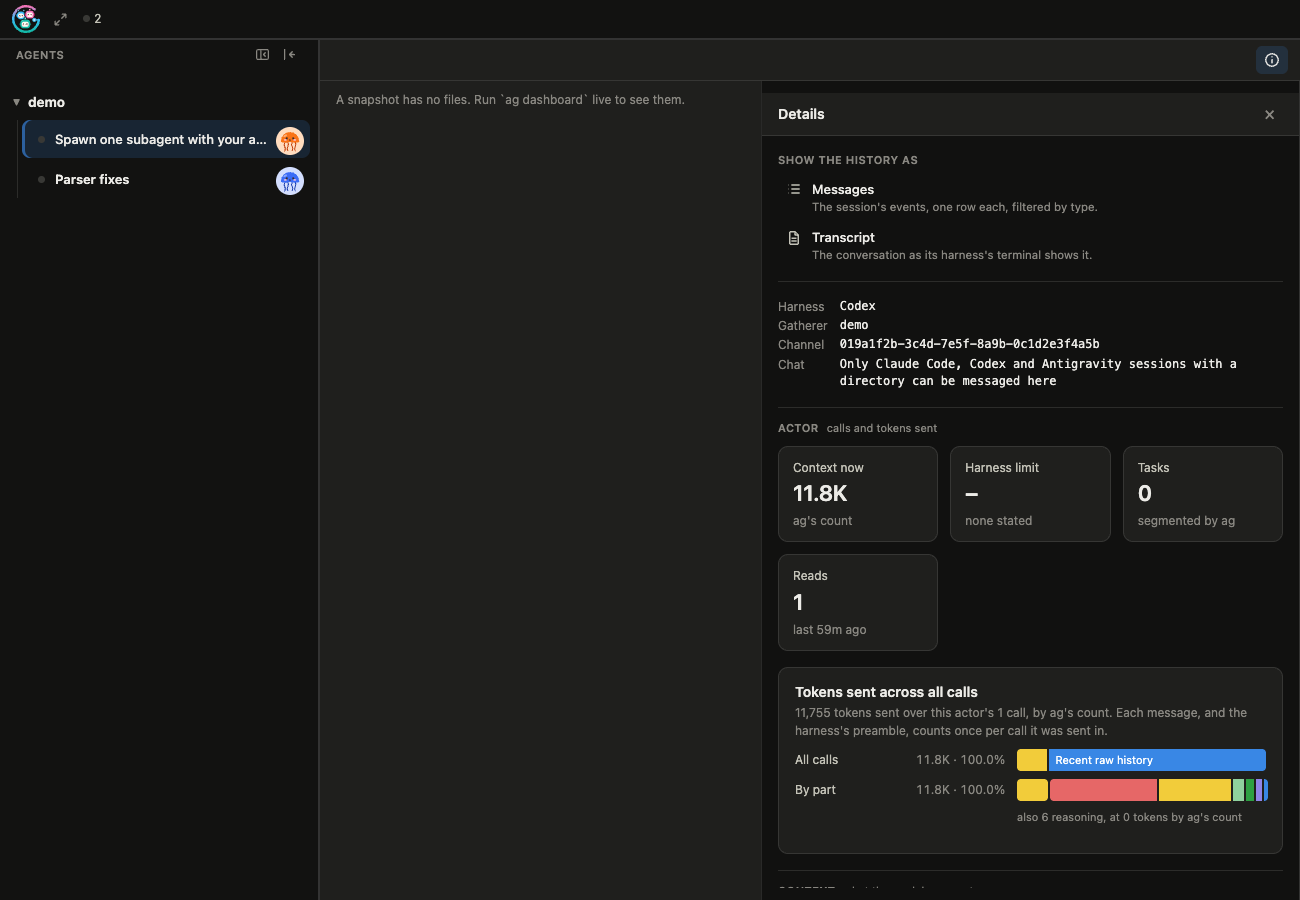 2
AGENTS
demo
Spawn one subagent with your a...
Parser fixes
A snapshot has no files. Run `ag dashboard` live to see them.
Details
SHOW THE HISTORY AS
Messages
The session's events, one row each, filtered by type.
Transcript
The conversation as its harness's terminal shows it.
Harness Codex
Gatherer demo
Channel 019a1f2b-3c4d-7e5f-8a9b-0c1d2e3f4a5b
Chat Only Claude Code, Codex and Antigravity sessions with a
directory can be messaged here
ACTOR calls and tokens sent
Context now
11.8K
ag's count
Harness limit
–
none stated
Tasks
0
segmented by ag
Reads
1
last 59m ago
Tokens sent across all calls
11,755 tokens sent over this actor's 1 call, by ag's count. Each message, and the
harness's preamble, counts once per call it was sent in.
All calls 11.8K · 100.0% Recent raw history
By part 11.8K · 100.0%
also 6 reasoning, at 0 tokens by ag's count